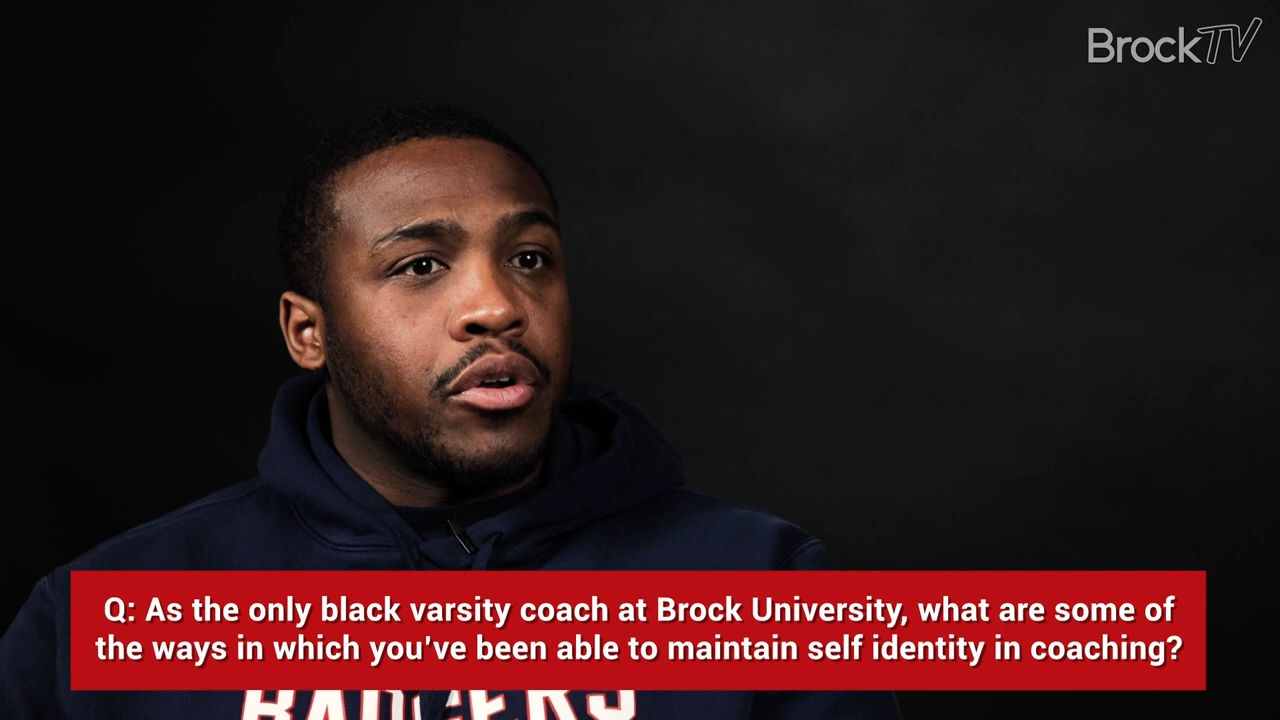 BrockTV
Q: As the only black varsity coach at Brock University, what are some of
the ways in which you've been able to maintain self identity in coaching?
BADGERS